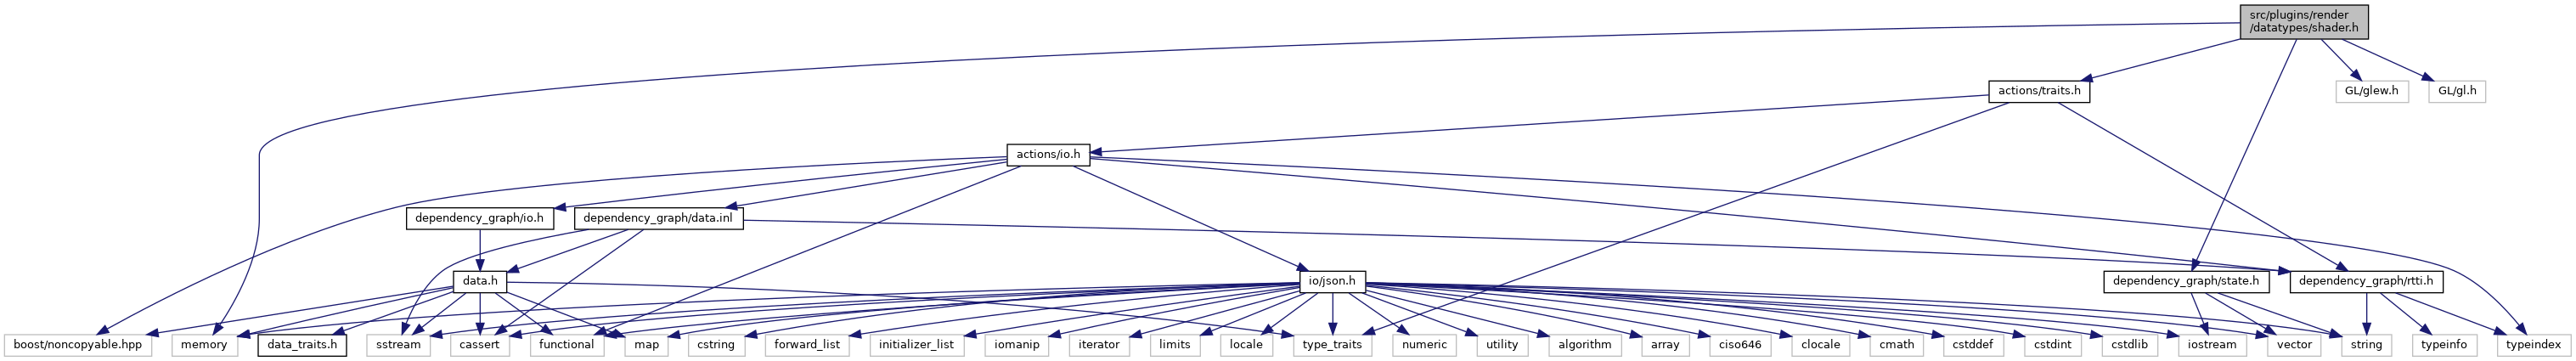 src/plugins/render
/datatypes/shader.h
actions/traits.h
GL/glew.h
GL/gl.h
actions/io.h
dependency_graph/io.h
dependency_graph/data.inl
data.h
io/json.h
dependency_graph/state.h
dependency_graph/rtti.h
boost/noncopyable.hpp
memory
data_traits.h
sstream
cassert
functional
map
cstring
forward_list
initializer_list
iomanip
iterator
limits
locale
type_traits
numeric
utility
algorithm
array
ciso646
clocale
cmath
cstddef
cstdint
cstdlib
iostream
vector
string
typeinfo
typeindex